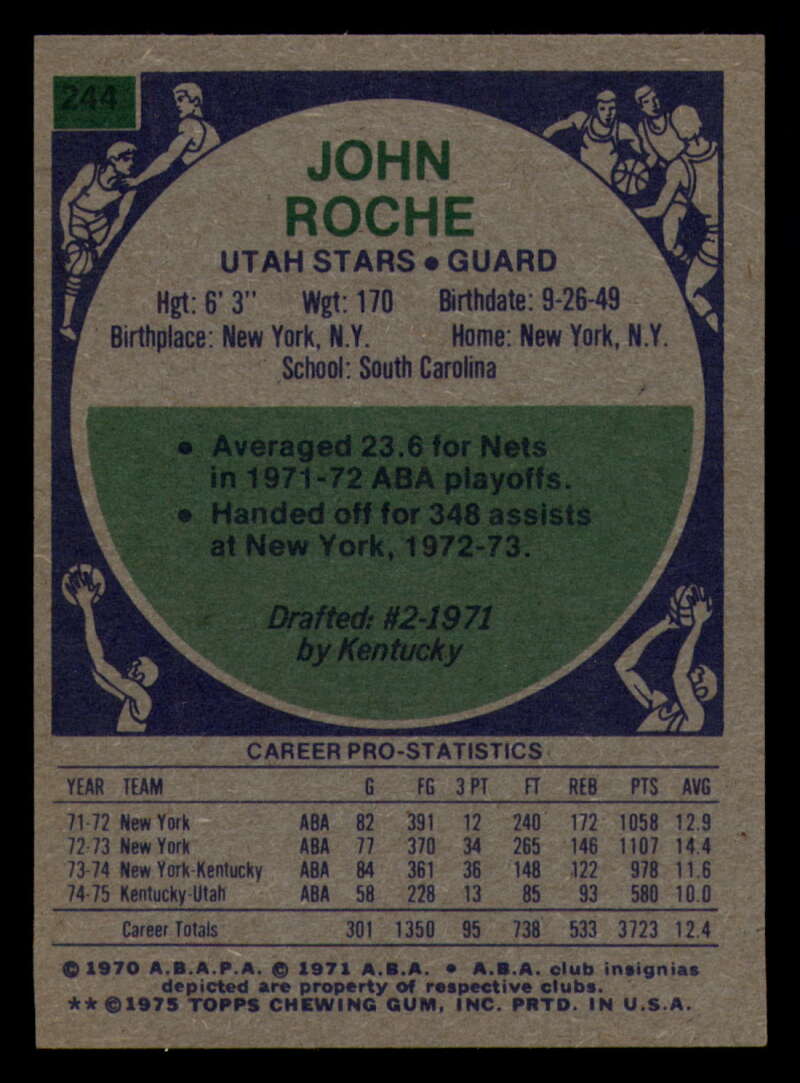 244
JOHN
ROCHE
UTAH STARS • GUARD
Hgt: 6' 3" Wgt: 170 Birthdate: 9-26-49
Birthplace: New York, N.Y. Home: New York, N.Y.
School: South Carolina
• Averaged 23.6 for Nets
in 1971-72 ABA playoffs.
• Handed off for 348 assists
at New York, 1972-73.
Drafted: #2-1971
by Kentucky
CAREER PRO-STATISTICS
YEAR TEAM G FG 3 PT FT REB PTS AVG
71-72 New York ABA 82 391 12 240 172 1058 12.9
72-73 New York ABA 77 370 34 265 146 1107 14.4
73-74 New York-Kentucky ABA 84 361 36 148 122 978 11.6
74-75 Kentucky-Utah ABA 58 228 13 85 93 580 10.0
Career Totals 301 1350 95 738 533 3723 12.4
© 1970 A.B.A.P.A. © 1971 A.B.A. • A.B.A. club insignias
depicted are property of respective clubs.
** ©1975 TOPPS CHEWING GUM, INC. PRTD. IN U.S.A.